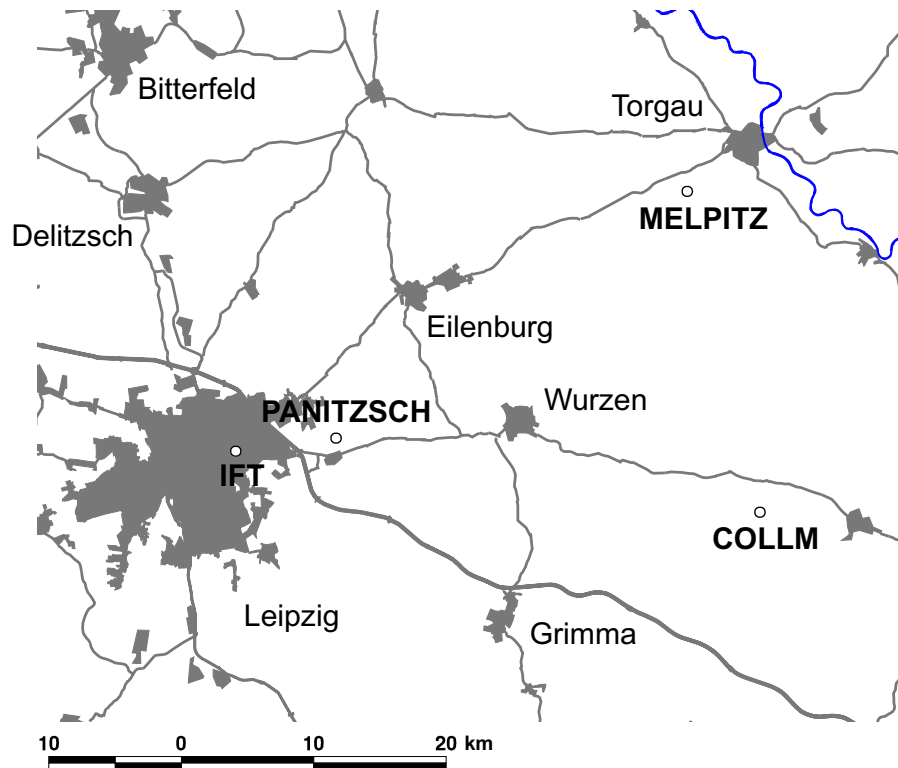 Bitterfeld
Torgau
MELPITZ
Delitzsch
Eilenburg
Wurzen
PANITZSCH
IFT
COLLM
Leipzig
Grimma
10 0 10 20 km